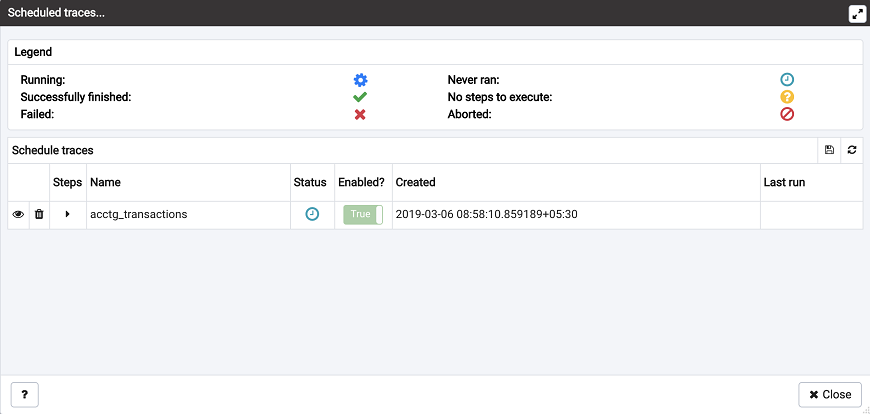 Scheduled traces...
Legend
Running: Never ran:
Successfully finished: No steps to execute: ?
Failed: Aborted:
Schedule traces
Steps Name Status Enabled? Created Last run
acctg_transactions True 2019-03-06 08:58:10.859189+05:30
? Close